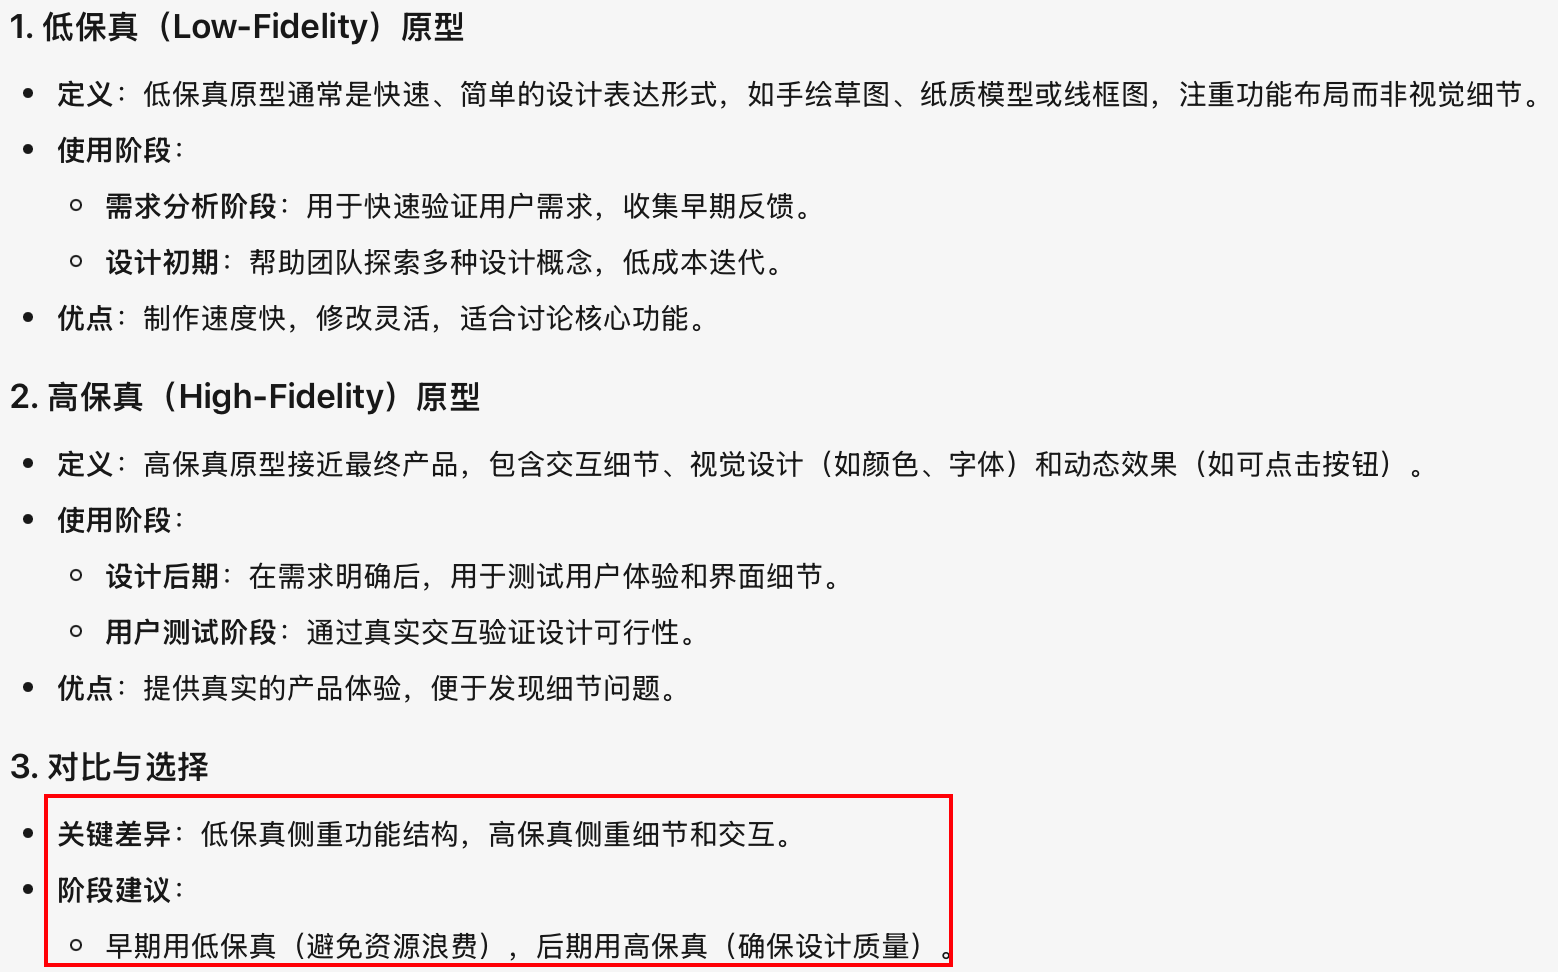 1. 低保真（Low-Fidelity）原型
• 定义：低保真原型通常是快速、简单的设计表达形式，如手绘草图、纸质模型或线框图，注重功能布局而非视觉细节。
• 使用阶段：
○ 需求分析阶段：用于快速验证用户需求，收集早期反馈。
○ 设计初期：帮助团队探索多种设计概念，低成本迭代。
• 优点：制作速度快，修改灵活，适合讨论核心功能。
2. 高保真（High-Fidelity）原型
• 定义：高保真原型接近最终产品，包含交互细节、视觉设计（如颜色、字体）和动态效果（如可点击按钮）。
• 使用阶段：
○ 设计后期：在需求明确后，用于测试用户体验和界面细节。
○ 用户测试阶段：通过真实交互验证设计可行性。
• 优点：提供真实的产品体验，便于发现细节问题。
3. 对比与选择
• 关键差异：低保真侧重功能结构，高保真侧重细节和交互。
• 阶段建议：
○ 早期用低保真（避免资源浪费），后期用高保真（确保设计质量）。